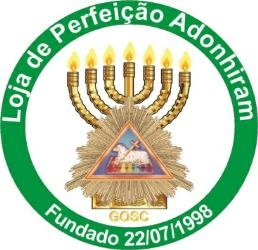 Loja de Perfeição Adonhiram
GOSC
Fundado 22/07/1998